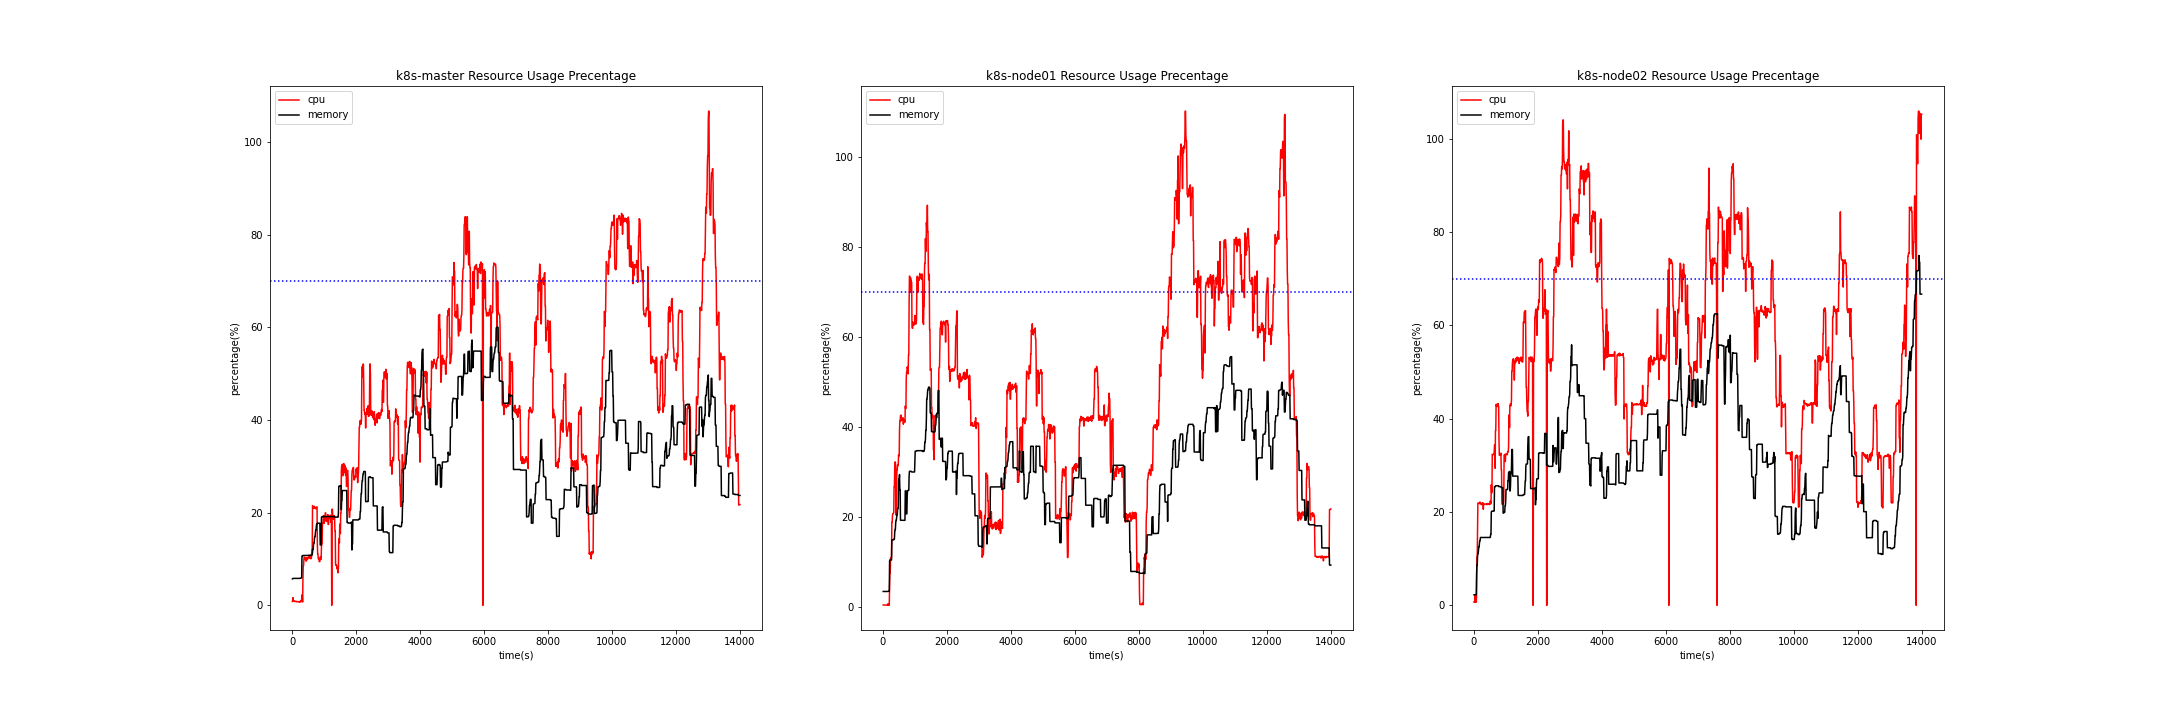 k8s-master Resource Usage Precentage
cpu
memory
percentage(%)
100
80
60
40
20
0
0 2000 4000 6000 8000 10000 12000 14000
time(s)
k8s-node01 Resource Usage Precentage
cpu
memory
percentage(%)
100
80
60
40
20
0
0 2000 4000 6000 8000 10000 12000 14000
time(s)
k8s-node02 Resource Usage Precentage
cpu
memory
percentage(%)
100
80
60
40
20
0
0 2000 4000 6000 8000 10000 12000 14000
time(s)